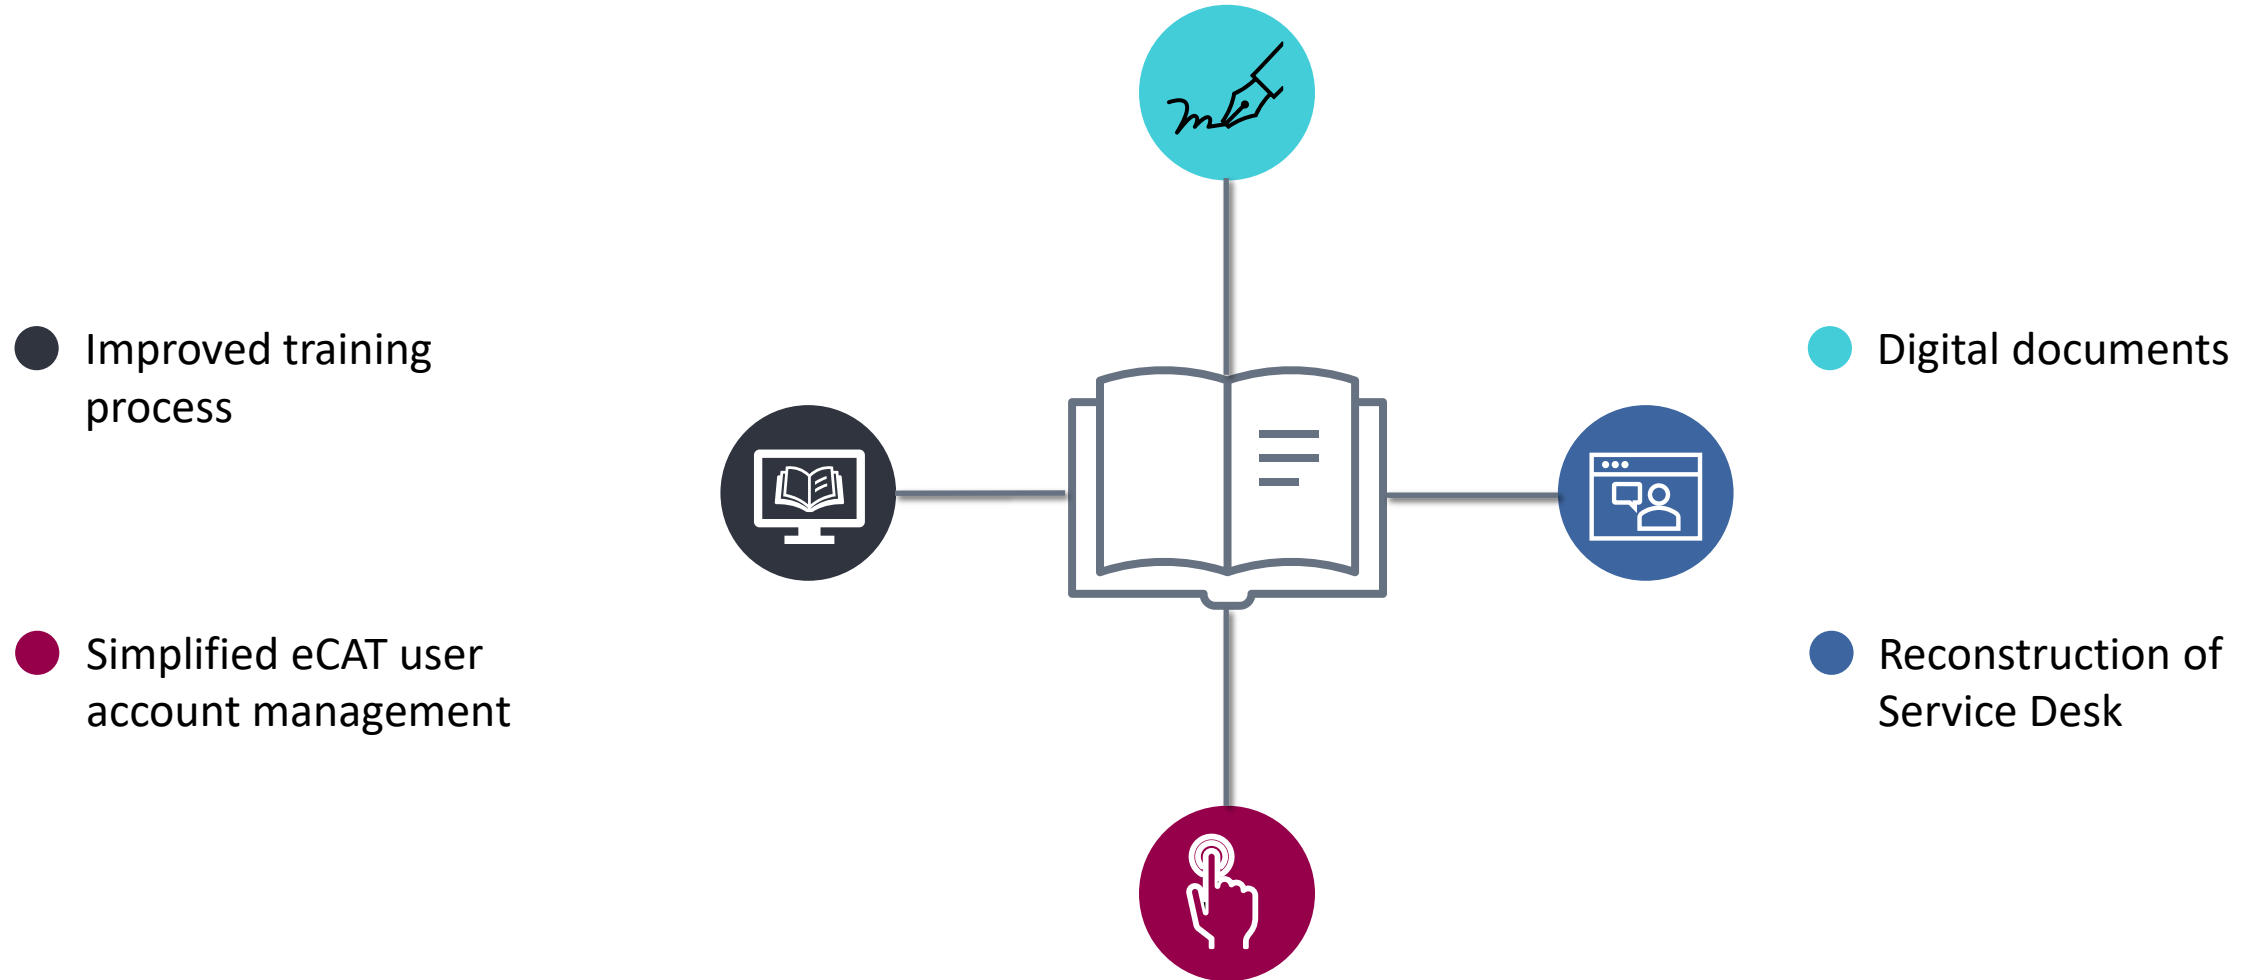 Improved training
process
Simplified eCAT user
account management
Digital documents
Reconstruction of
Service Desk